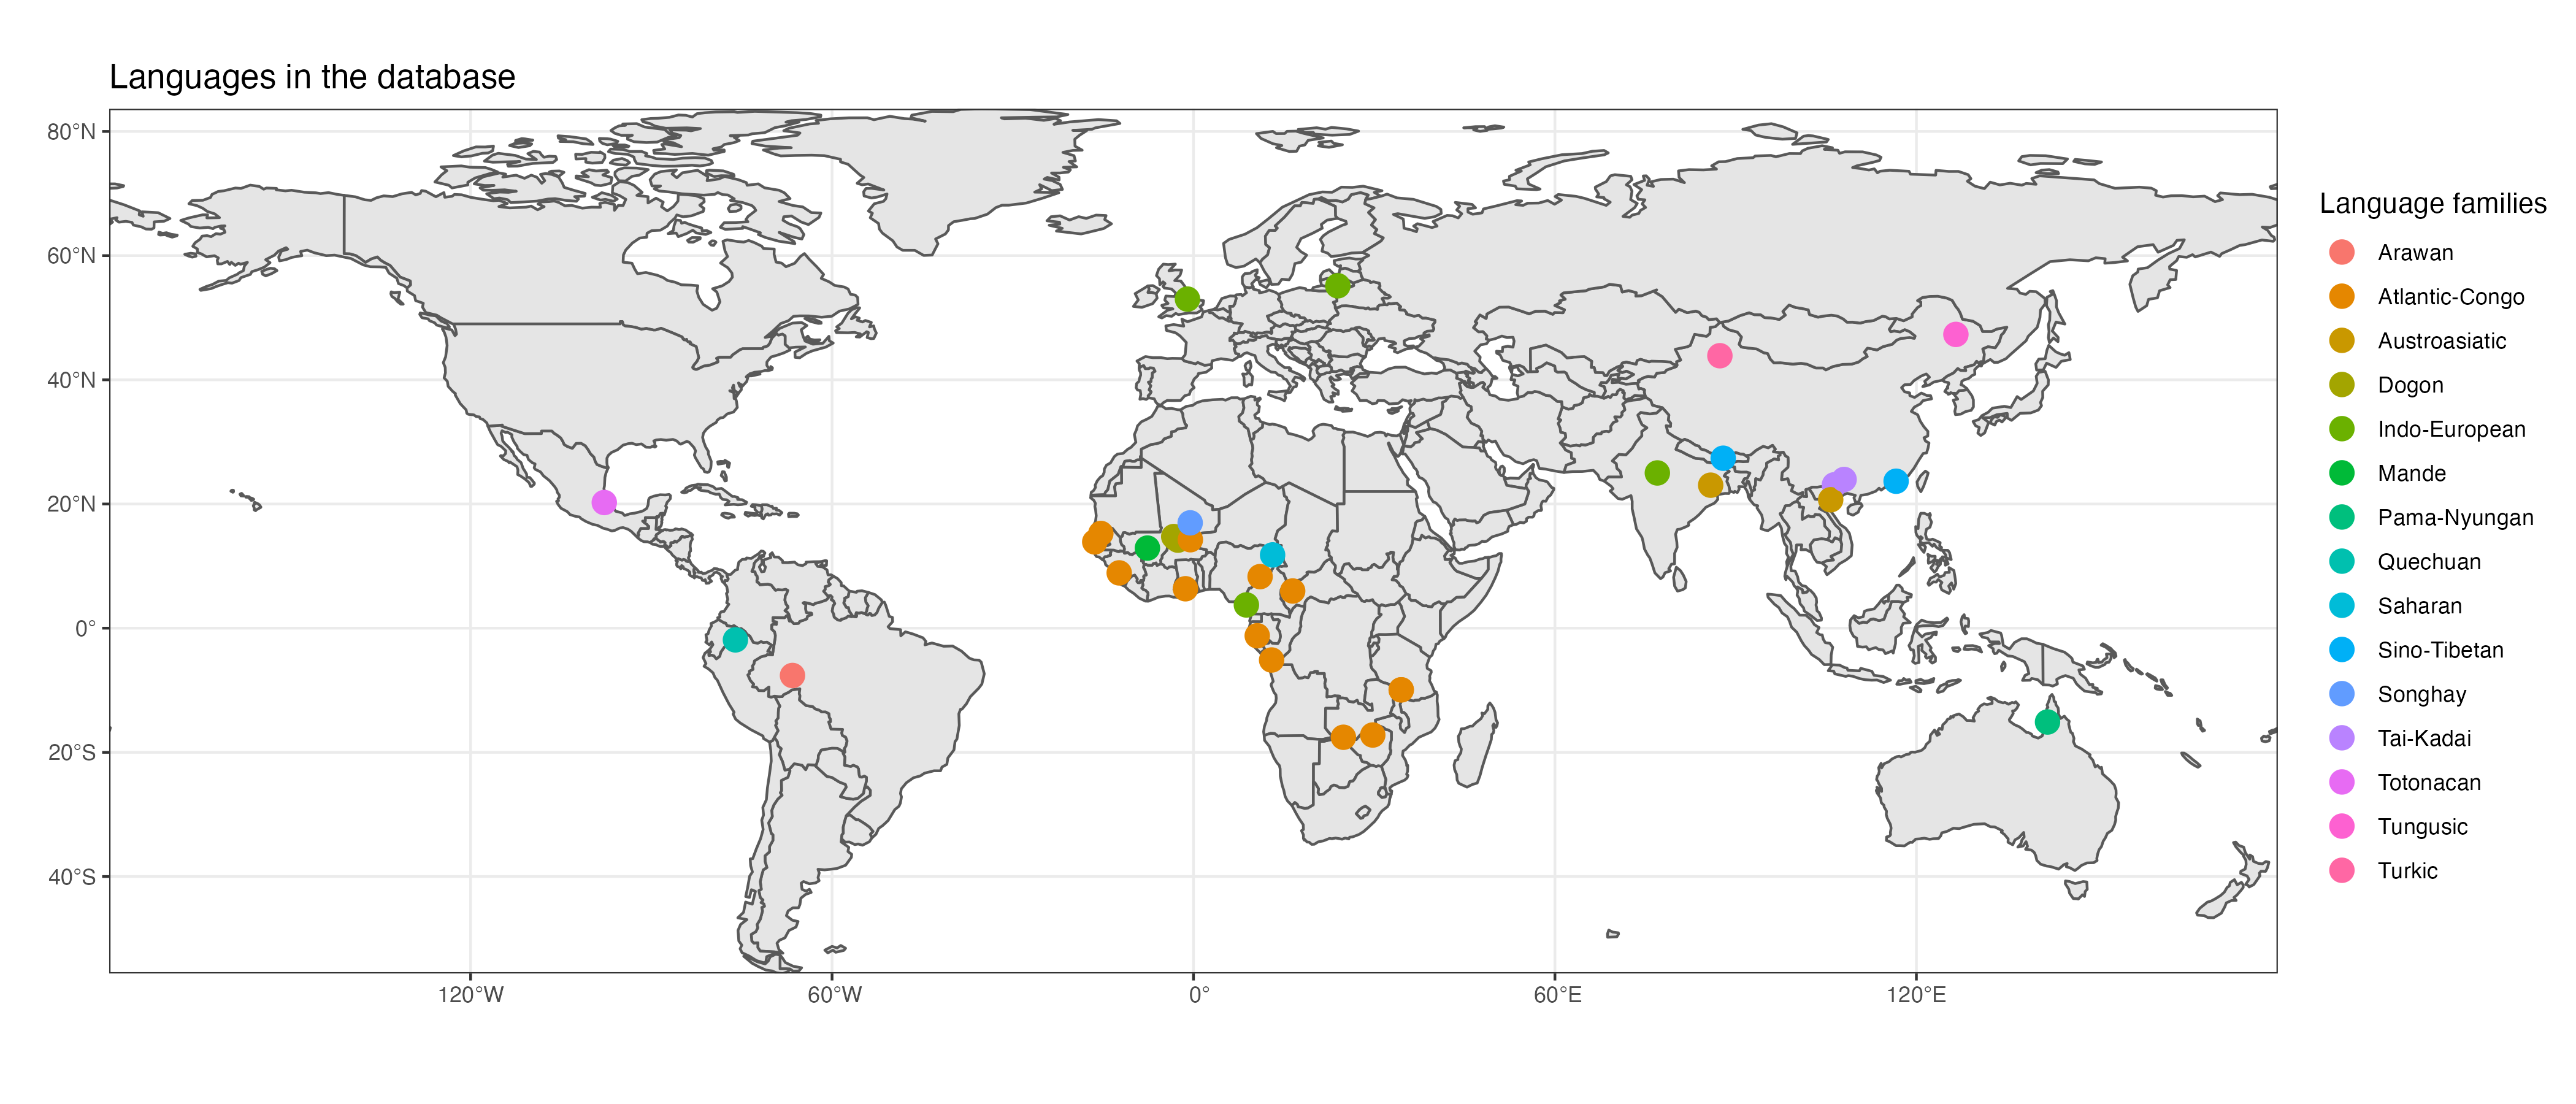 Languages in the database
80°N
60°N
40°N
20°N
0°
20°S
40°S
120°W
60°W
0°
60°E
120°E
Language families
Arawan
Atlantic-Congo
Austroasiatic
Dogon
Indo-European
Mande
Pama-Nyungan
Quechuan
Saharan
Sino-Tibetan
Songhay
Tai-Kadai
Totonacan
Tungusic
Turkic